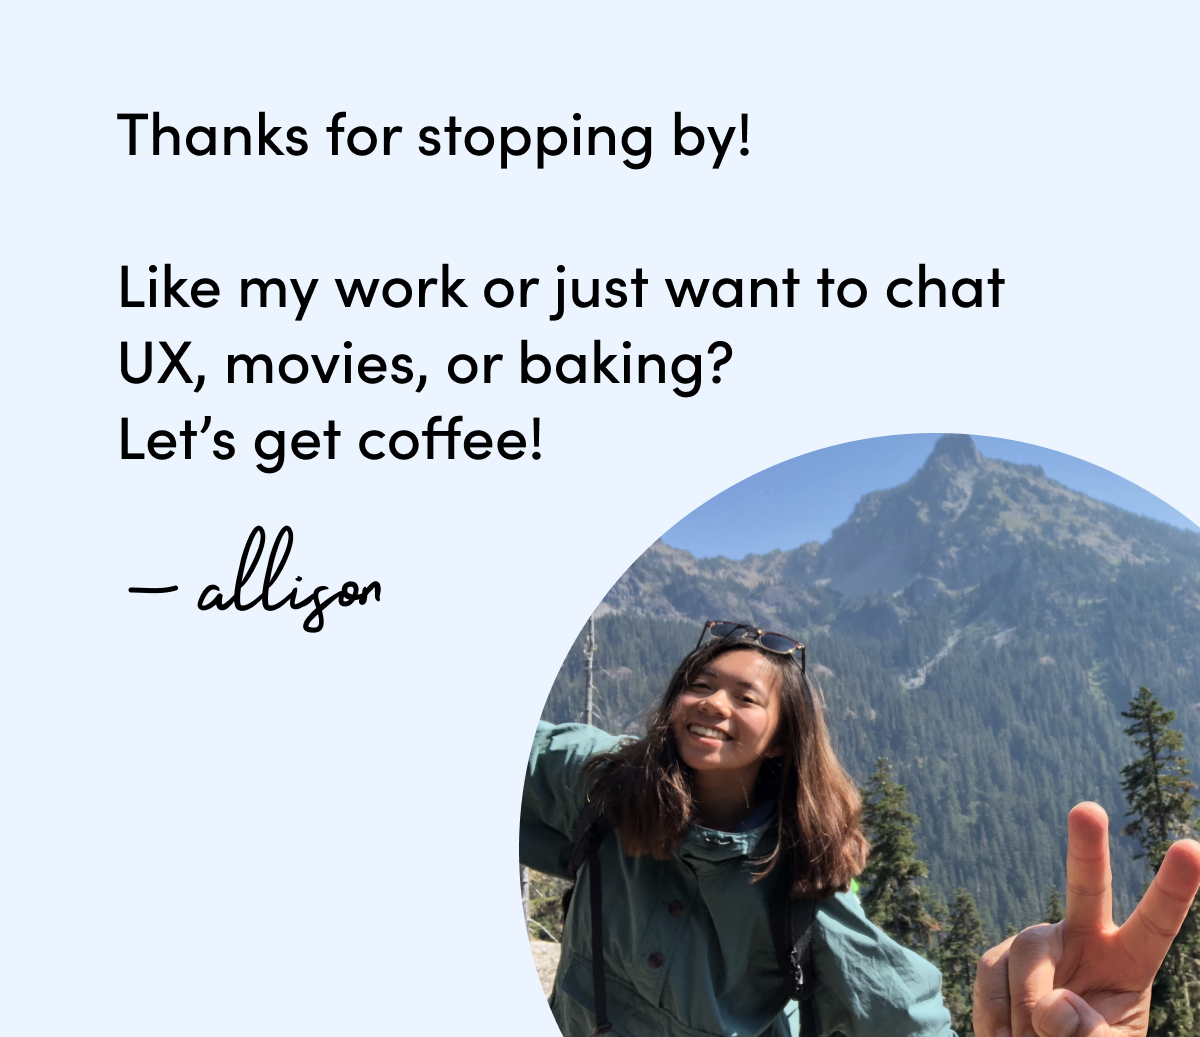 Thanks for stopping by!
Like my work or just want to chat
UX, movies, or baking?
Let’s get coffee!
— allison